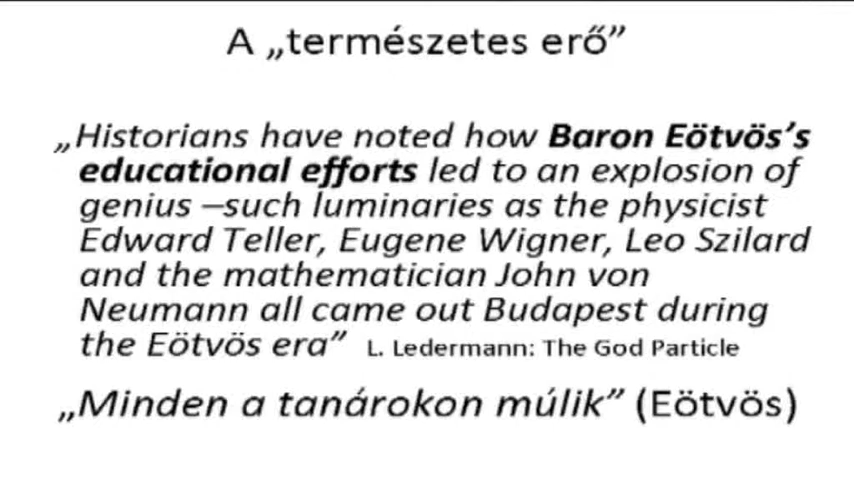 A „természetes erő”
„Historians have noted how Baron Eötvös’s
educational efforts led to an explosion of
genius –such luminaries as the physicist
Edward Teller, Eugene Wigner, Leo Szilard
and the mathematician John von
Neumann all came out Budapest during
the Eötvös era” L. Ledermann: The God Particle
„Minden a tanárokon múlik” (Eötvös)